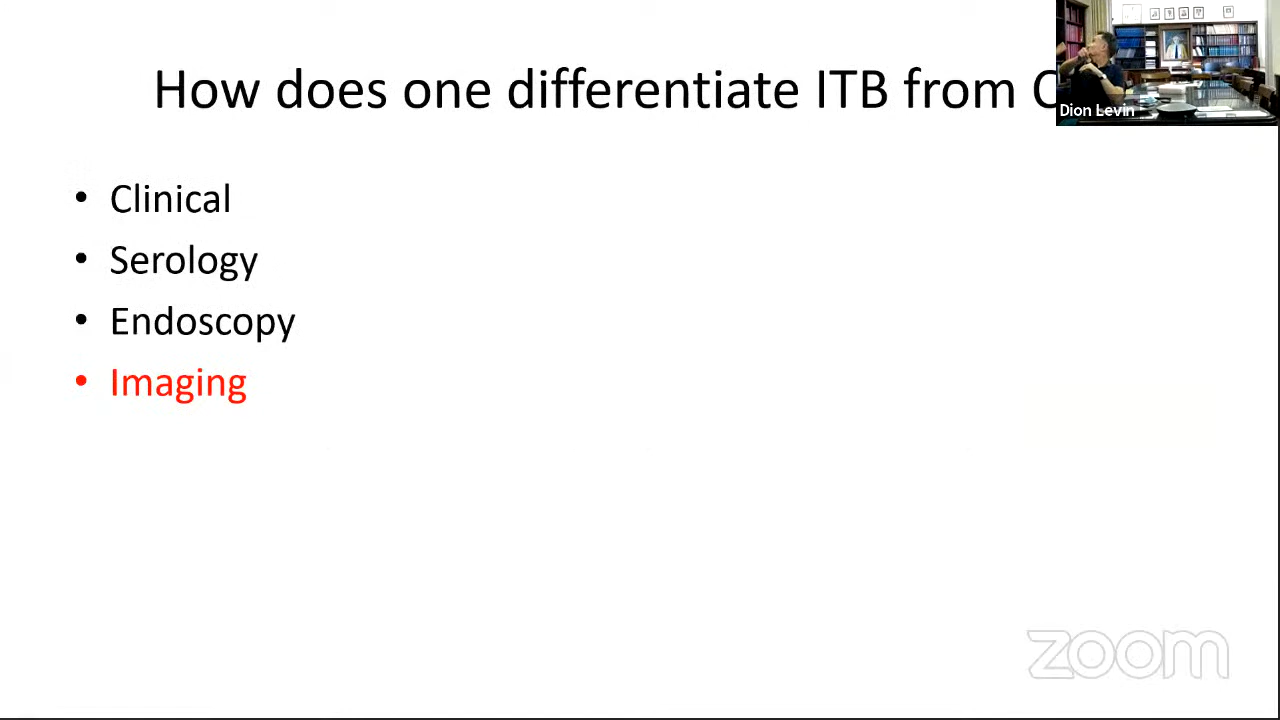 How does one differentiate ITB from
Dion Levin
• Clinical
• Serology
• Endoscopy
• Imaging
zoom